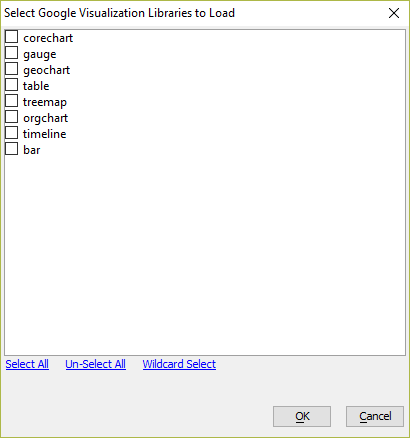 Select Google Visualization Libraries to Load
corechart
gauge
geochart
table
treemap
orgchart
timeline
bar
Select All Un-Select All Wildcard Select
OK Cancel